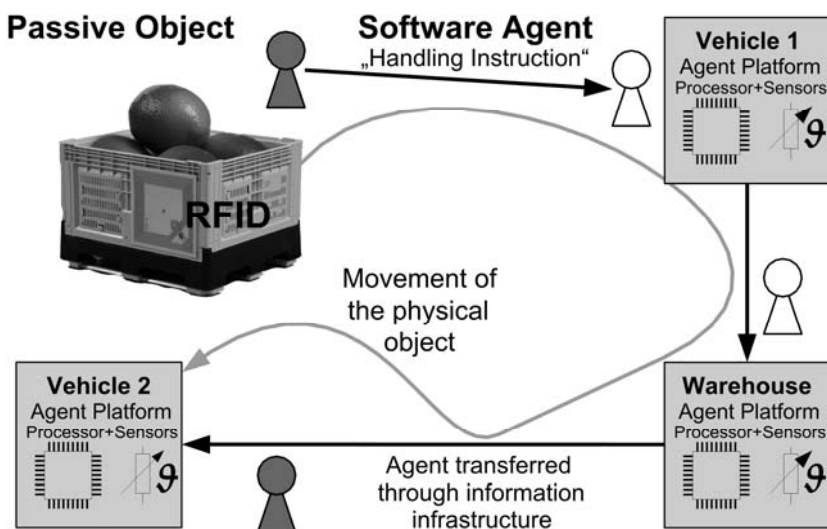 Passive Object
Software Agent
„Handling Instruction“
Vehicle 1
Agent Platform
Processor+Sensors
ϑ
RFID
Movement of
the physical
object
Vehicle 2
Agent Platform
Processor+Sensors
ϑ
Warehouse
Agent Platform
Processor+Sensors
ϑ
Agent transferred
through information
infrastructure